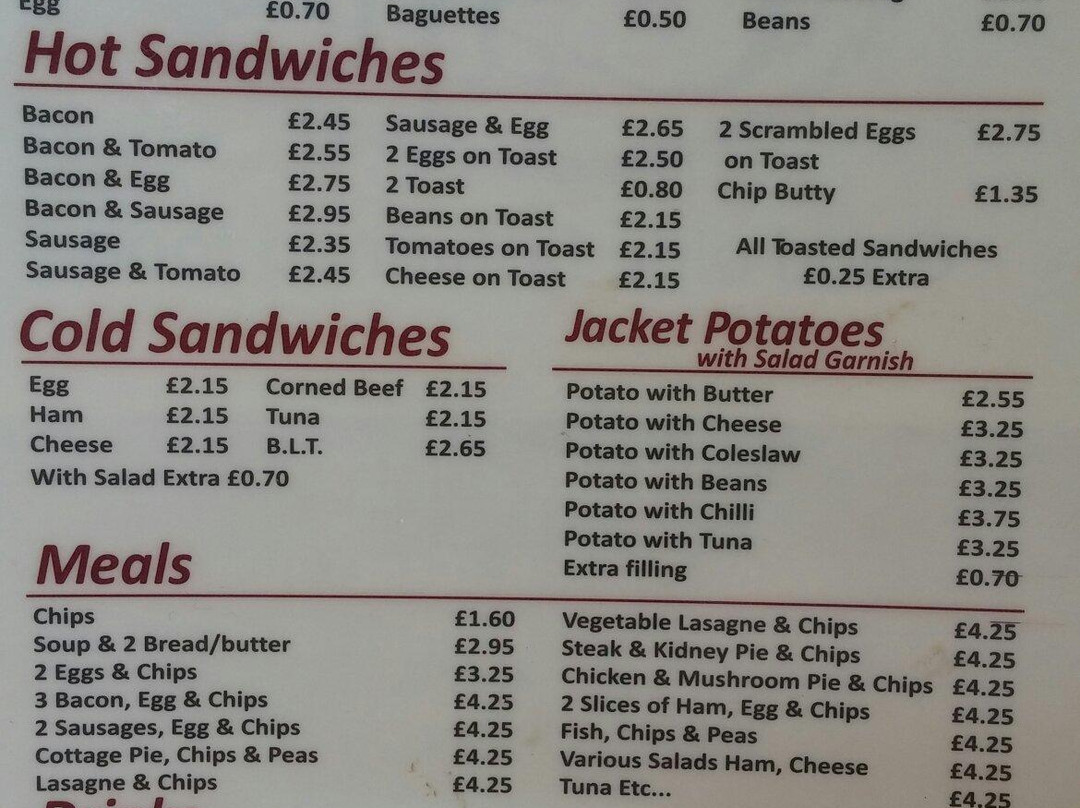 Egg £0.70 Baguettes £0.50 Beans £0.70
Hot Sandwiches
Bacon £2.45
Bacon & Tomato £2.55
Bacon & Egg £2.75
Bacon & Sausage £2.95
Sausage £2.35
Sausage & Tomato £2.45
Sausage & Egg £2.65
2 Eggs on Toast £2.50
2 Toast £0.80
Beans on Toast £2.15
Tomatoes on Toast £2.15
Cheese on Toast £2.15
2 Scrambled Eggs £2.75
on Toast
Chip Butty £1.35
All Toasted Sandwiches
£0.25 Extra
Cold Sandwiches
Egg £2.15 Corned Beef £2.15
Ham £2.15 Tuna £2.15
Cheese £2.15 B.L.T. £2.65
With Salad Extra £0.70
Jacket Potatoes
with Salad Garnish
Potato with Butter £2.55
Potato with Cheese £3.25
Potato with Coleslaw £3.25
Potato with Beans £3.25
Potato with Chilli £3.75
Potato with Tuna £3.25
Extra filling £0.70
Meals
Chips £1.60
Soup & 2 Bread/butter £2.95
2 Eggs & Chips £3.25
3 Bacon, Egg & Chips £4.25
2 Sausages, Egg & Chips £4.25
Cottage Pie, Chips & Peas £4.25
Lasagne & Chips £4.25
Vegetable Lasagne & Chips £4.25
Steak & Kidney Pie & Chips £4.25
Chicken & Mushroom Pie & Chips £4.25
2 Slices of Ham, Egg & Chips £4.25
Fish, Chips & Peas £4.25
Various Salads Ham, Cheese £4.25
Tuna Etc... £4.25